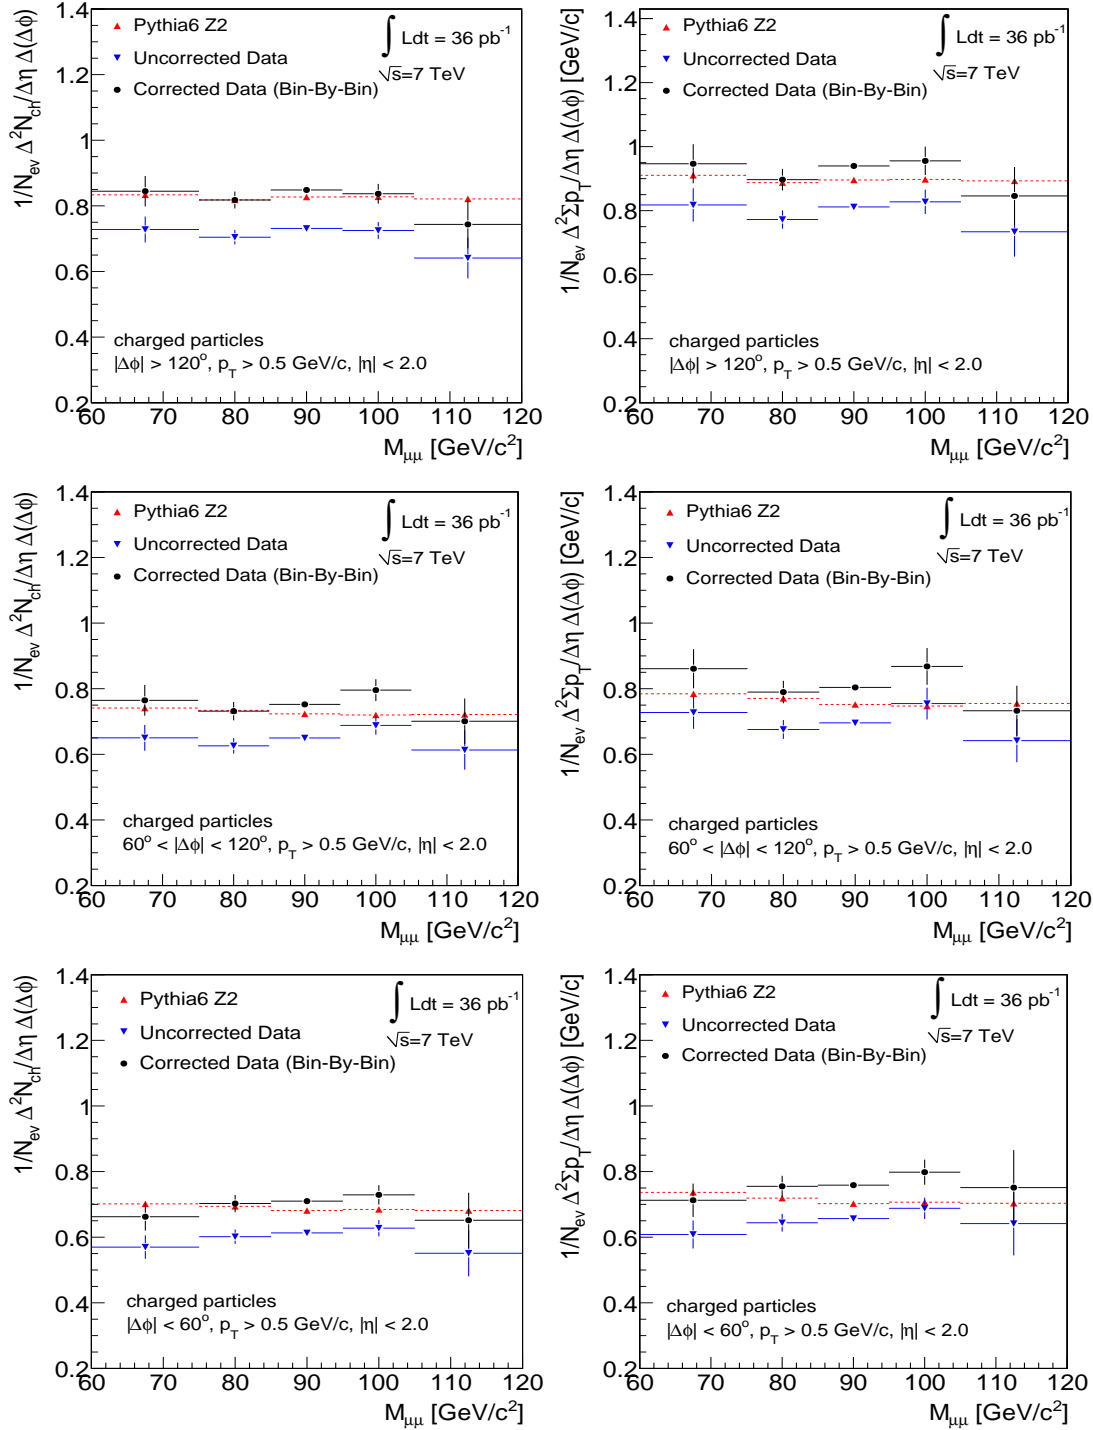 1/N_ev Δ²N_ch/Δη Δ(Δϕ)
1.4
1.2
1
0.8
0.6
0.4
0.2
Pythia6 Z2
Uncorrected Data
Corrected Data (Bin-By-Bin)
∫ Ldt = 36 pb⁻¹
√s=7 TeV
charged particles
|Δϕ| > 120°, p_T > 0.5 GeV/c, |η| < 2.0
60 70 80 90 100 110 120
M_μμ [GeV/c²]
1/N_ev Δ²Σp_T/Δη Δ(Δϕ) [GeV/c]
1.4
1.2
1
0.8
0.6
0.4
0.2
Pythia6 Z2
Uncorrected Data
Corrected Data (Bin-By-Bin)
∫ Ldt = 36 pb⁻¹
√s=7 TeV
charged particles
|Δϕ| > 120°, p_T > 0.5 GeV/c, |η| < 2.0
60 70 80 90 100 110 120
M_μμ [GeV/c²]
1/N_ev Δ²N_ch/Δη Δ(Δϕ)
1.4
1.2
1
0.8
0.6
0.4
0.2
Pythia6 Z2
Uncorrected Data
Corrected Data (Bin-By-Bin)
∫ Ldt = 36 pb⁻¹
√s=7 TeV
charged particles
60° < |Δϕ| < 120°, p_T > 0.5 GeV/c, |η| < 2.0
60 70 80 90 100 110 120
M_μμ [GeV/c²]
1/N_ev Δ²Σp_T/Δη Δ(Δϕ) [GeV/c]
1.4
1.2
1
0.8
0.6
0.4
0.2
Pythia6 Z2
Uncorrected Data
Corrected Data (Bin-By-Bin)
∫ Ldt = 36 pb⁻¹
√s=7 TeV
charged particles
60° < |Δϕ| < 120°, p_T > 0.5 GeV/c, |η| < 2.0
60 70 80 90 100 110 120
M_μμ [GeV/c²]
1/N_ev Δ²N_ch/Δη Δ(Δϕ)
1.4
1.2
1
0.8
0.6
0.4
0.2
Pythia6 Z2
Uncorrected Data
Corrected Data (Bin-By-Bin)
∫ Ldt = 36 pb⁻¹
√s=7 TeV
charged particles
|Δϕ| < 60°, p_T > 0.5 GeV/c, |η| < 2.0
60 70 80 90 100 110 120
M_μμ [GeV/c²]
1/N_ev Δ²Σp_T/Δη Δ(Δϕ) [GeV/c]
1.4
1.2
1
0.8
0.6
0.4
0.2
Pythia6 Z2
Uncorrected Data
Corrected Data (Bin-By-Bin)
∫ Ldt = 36 pb⁻¹
√s=7 TeV
charged particles
|Δϕ| < 60°, p_T > 0.5 GeV/c, |η| < 2.0
60 70 80 90 100 110 120
M_μμ [GeV/c²]